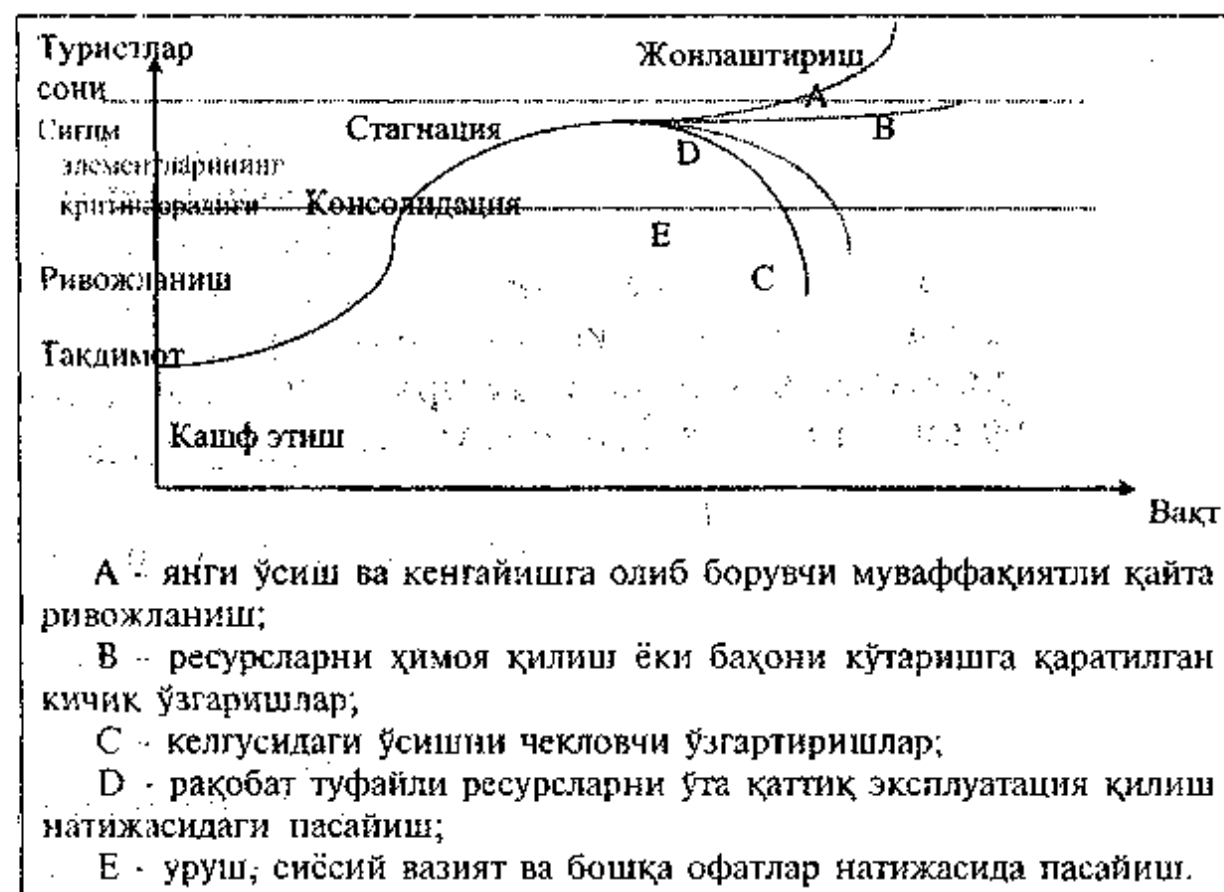 Туристлар
сони
Жонлаштириш
A
B
Сиғим
Стагнация
D
элементларининг
Консолидация
E
Ривожланиш
C
Тақдимот
Кашф этиш
Вақт
A - янги ўсиш ва кенгайишга олиб борувчи муваффақиятли қайта
ривожланиш;
B - ресурсларни ҳимоя қилиш ёки баҳони кўтаришга қаратилган
кичик ўзгаришлар;
C - келгусидаги ўсишни чекловчи ўзгартиришлар;
D - рақобат туфайли ресурсларни ўта қаттиқ эксплуатация қилиш
натижасидаги пасайиш;
E - уруш, сиёсий вазият ва бошқа офатлар натижасида пасайиш.